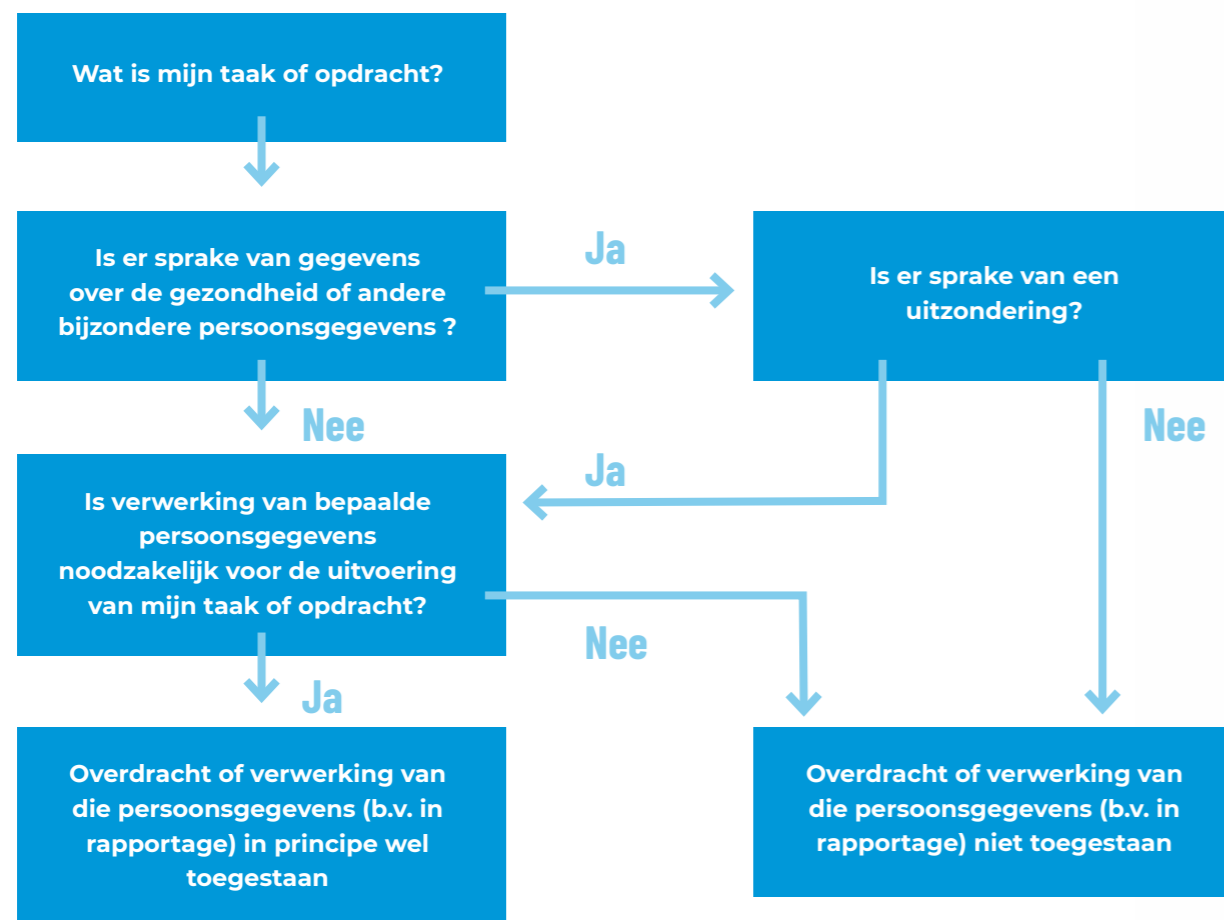 Wat is mijn taak of opdracht?
Is er sprake van gegevens
over de gezondheid of andere
bijzondere persoonsgegevens ?
Ja
Is er sprake van een
uitzondering?
Nee
Nee
Ja
Is verwerking van bepaalde
persoonsgegevens
noodzakelijk voor de uitvoering
van mijn taak of opdracht?
Nee
Ja
Overdracht of verwerking van
die persoonsgegevens (b.v. in
rapportage) in principe wel
toegestaan
Overdracht of verwerking van
die persoonsgegevens (b.v. in
rapportage) niet toegestaan